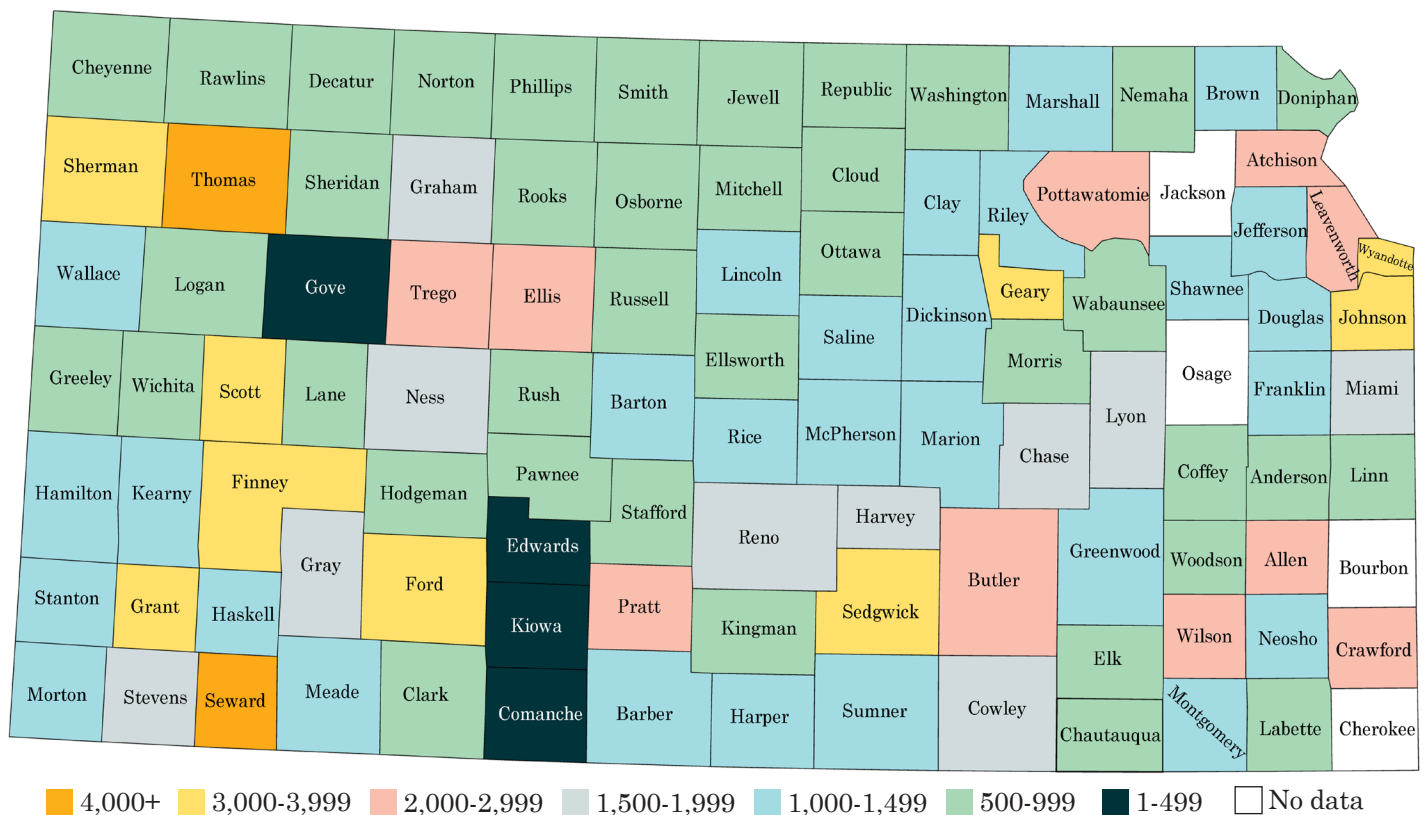 Cheyenne Rawlins Decatur Norton Phillips Smith Jewell Republic Washington Marshall Nemaha Brown Doniphan
Sherman Thomas Sheridan Graham Rooks Osborne Mitchell Cloud Clay Riley Pottawatomie Jackson Atchison
Jefferson Leavenworth Wyandotte
Wallace Logan Gove Trego Ellis Russell Lincoln Ottawa Dickinson Geary Wabaunsee Shawnee Douglas Johnson
Saline
Greeley Wichita Scott Lane Ness Rush Barton Ellsworth Morris Osage Franklin Miami
Rice McPherson Marion Chase Lyon
Hamilton Kearny Finney Hodgeman Pawnee Stafford Coffey Anderson Linn
Gray Edwards Reno Harvey Greenwood Woodson Allen Bourbon
Stanton Grant Haskell Ford Kiowa Pratt Kingman Sedgwick Butler Wilson Neosho Crawford
Elk
Morton Stevens Seward Meade Clark Comanche Barber Harper Sumner Cowley Chautauqua Montgomery Labette Cherokee
4,000+ 3,000-3,999 2,000-2,999 1,500-1,999 1,000-1,499 500-999 1-499 No data